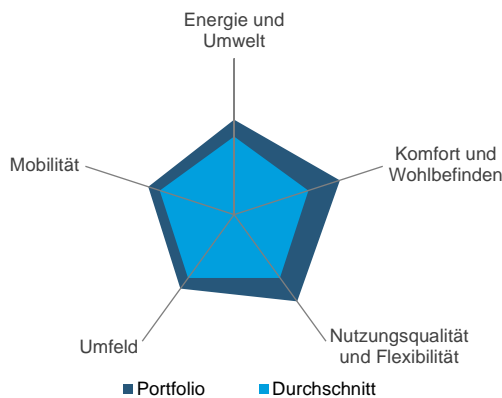 Energie und
Umwelt
Mobilität
Komfort und
Wohlbefinden
Umfeld
Nutzungsqualität
und Flexibilität
Portfolio
Durchschnitt